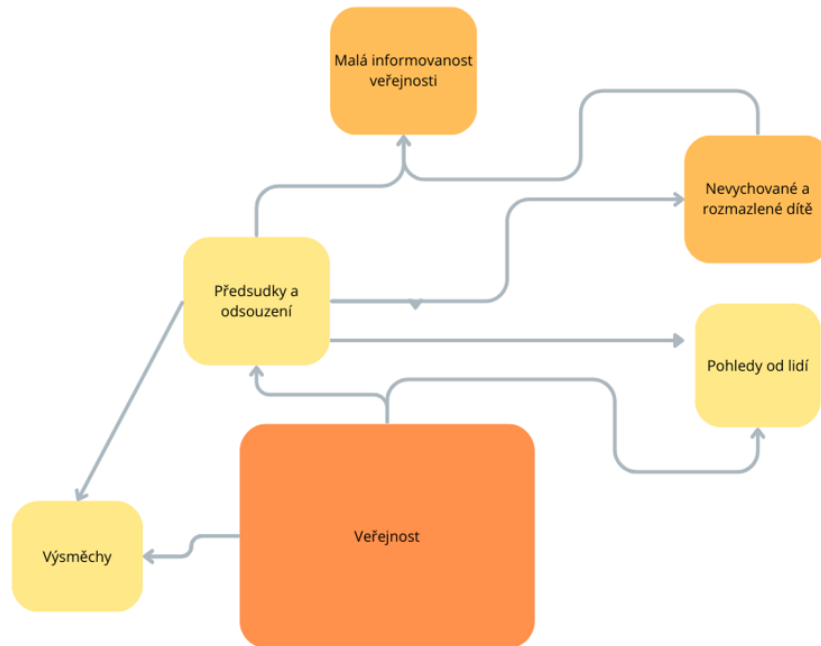 Malá informovanost
veřejnosti
Nevychované a
rozmazlené dítě
Předsudky a
odsouzení
Pohledy od lidí
Veřejnost
Výsměchy